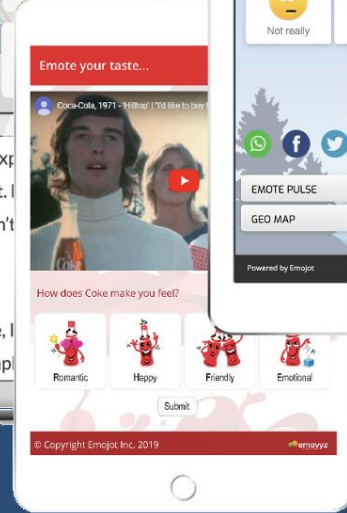 Not really
Emote your taste...
Coca-Cola, 1971 - 'Hilltop' | "I'd like to buy t
Coke
EMOTE PULSE
GEO MAP
Powered by Emojot
How does Coke make you feel?
Romantic
Happy
Friendly
Emotional
Submit
© Copyright Emojot Inc. 2019